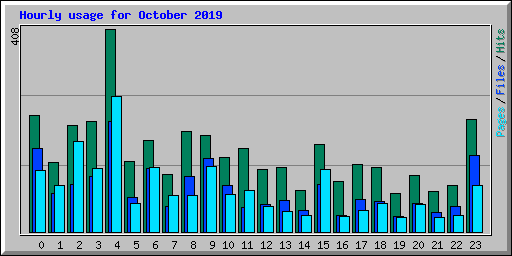 Hourly usage for October 2019
408
Pages / Files / Hits
0 1 2 3 4 5 6 7 8 9 10 11 12 13 14 15 16 17 18 19 20 21 22 23